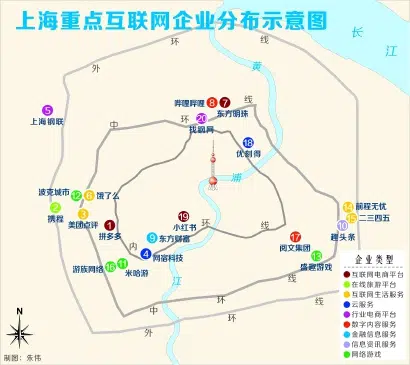 上海重点互联网企业分布示意图
长
江
外
环
线
中
环
线
内
环
线
黄
浦
江
5
上海钢联
哔哩哔哩 8 7
东方明珠
20
找钢网
18
优刻得
波克城市 12 6 饿了么
2
携程
3
美团点评
1
拼多多
19
小红书
9 东方财富
4 网宿科技
游族网络 16 11
米哈游
14 前程无忧
15 二三四五
10
趣头条
17
阅文集团
13
盛趣游戏
企业类型
互联网电商平台
在线旅游平台
互联网生活服务
云服务
行业电商平台
数字内容服务
金融信息服务
信息资讯服务
网络游戏
N
制图：朱伟